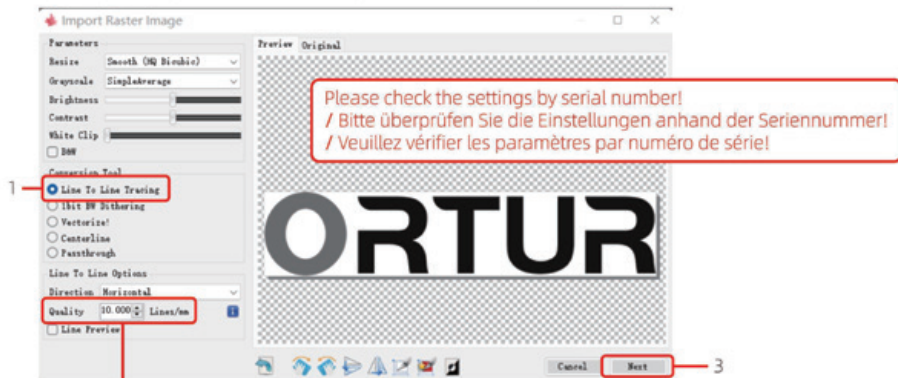 Import Raster Image
Parameters
Resize Smooth (HQ Bicubic)
Grayscale SimpleAverage
Brightness
Contrast
White Clip
B&W
Conversion Tool
1
Line To Line Tracing
1bit BW Dithering
Vectorize!
Centerline
Passthrough
Line To Line Options
Direction Horizontal
Quality 10.000 Lines/mm
Line Preview
Preview Original
Please check the settings by serial number!
/ Bitte überprüfen Sie die Einstellungen anhand der Seriennummer!
/ Veuillez vérifier les paramètres par numéro de série!
ORTUR
Cancel Next
3